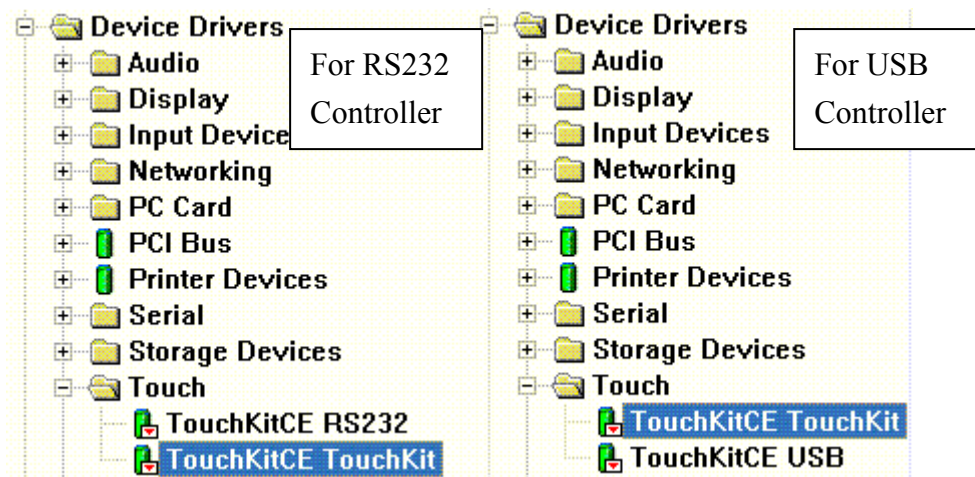 Device Drivers
Audio
Display
Input Device
Networking
PC Card
PCI Bus
Printer Devices
Serial
Storage Devices
Touch
TouchKitCE RS232
TouchKitCE TouchKit
For RS232
Controller
Device Drivers
Audio
Display
Input Devices
Networking
PC Card
PCI Bus
Printer Devices
Serial
Storage Devices
Touch
TouchKitCE TouchKit
TouchKitCE USB
For USB
Controller